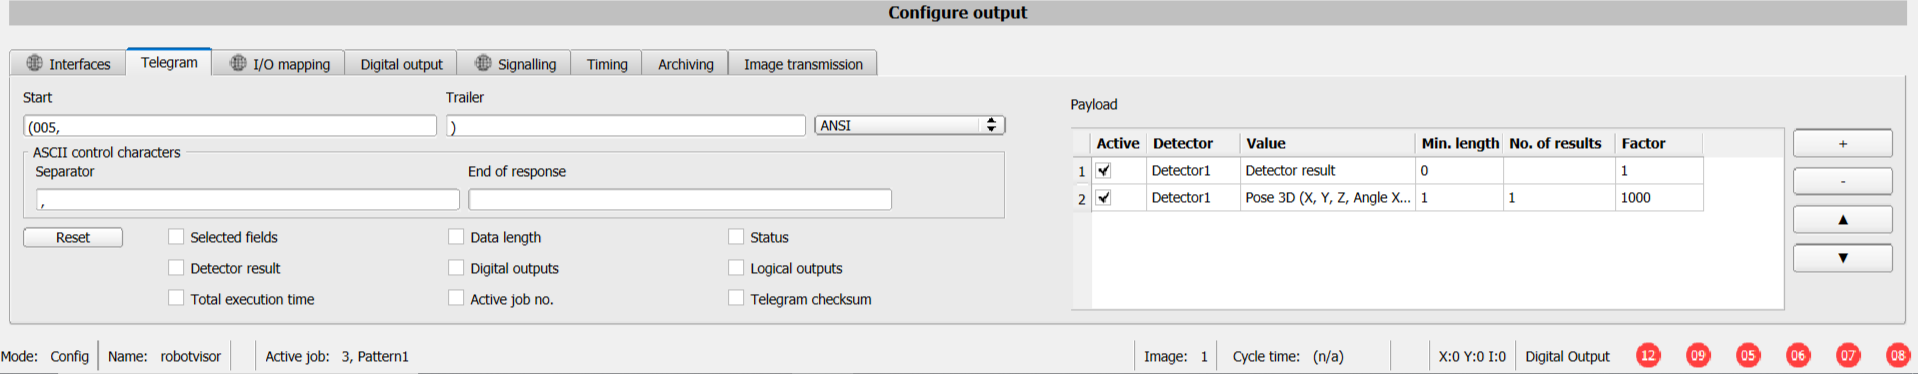 Configure output
Interfaces Telegram I/O mapping Digital output Signalling Timing Archiving Image transmission
Start Trailer
(005, ) ANSI
ASCII control characters
Separator End of response
,
Reset Selected fields Data length Status
Detector result Digital outputs Logical outputs
Total execution time Active job no. Telegram checksum
Payload
Active Detector Value Min. length No. of results Factor
1 Detector1 Detector result 0 1
2 Detector1 Pose 3D (X, Y, Z, Angle X... 1 1 1000
+
-
▲
▼
Mode: Config Name: robotvisor Active job: 3, Pattern1 Image: 1 Cycle time: (n/a) X:0 Y:0 I:0 Digital Output 12 09 05 06 07 08